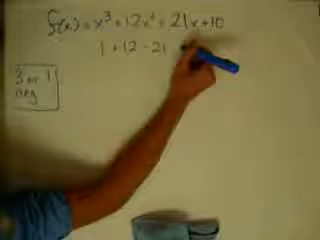 f(x) = x³ + 12x² + 21x + 10
1 + 12 - 21
3 or 1
neg